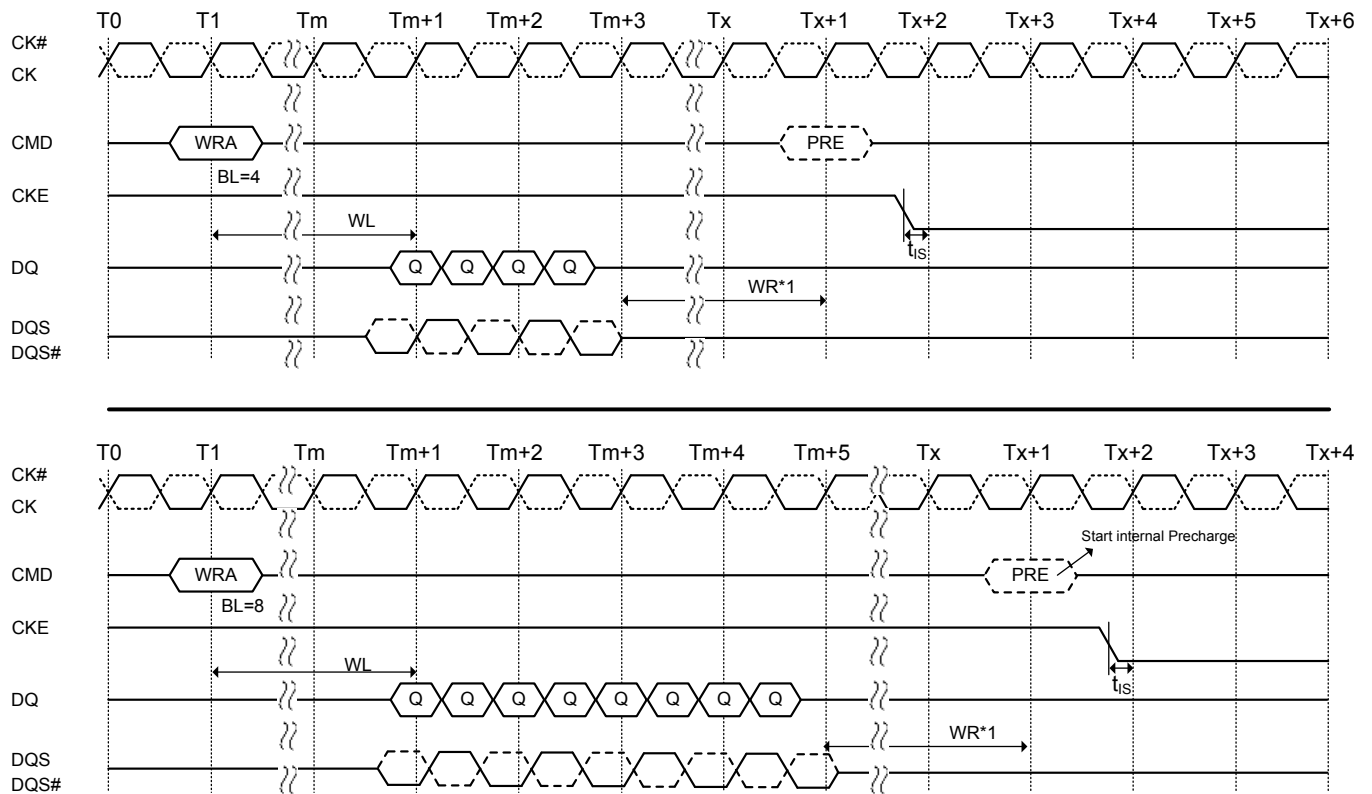 T0 T1 Tm Tm+1 Tm+2 Tm+3 Tx Tx+1 Tx+2 Tx+3 Tx+4 Tx+5 Tx+6
CK#
CK
CMD WRA PRE
BL=4
CKE
WL
tIS
DQ Q Q Q Q
WR*1
DQS
DQS#
T0 T1 Tm Tm+1 Tm+2 Tm+3 Tm+4 Tm+5 Tx Tx+1 Tx+2 Tx+3 Tx+4
CK#
CK
Start internal Precharge
CMD WRA PRE
BL=8
CKE
WL
tIS
DQ Q Q Q Q Q Q Q Q
WR*1
DQS
DQS#